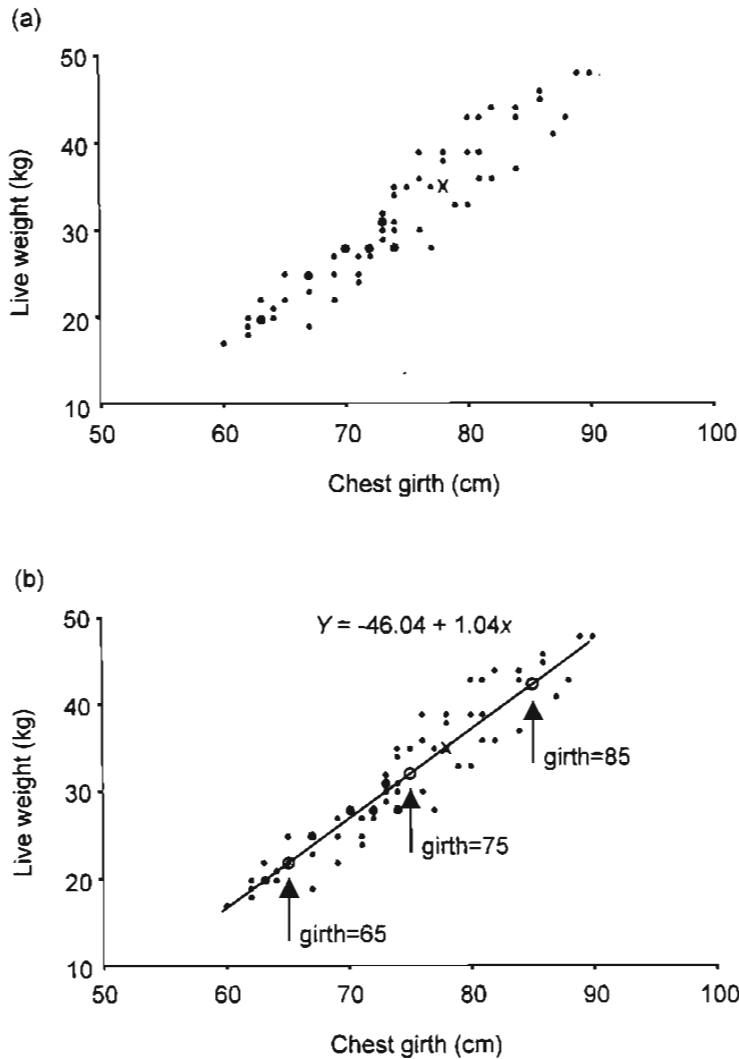 (a)
50
40
30
20
10
Live weight (kg)
X
50 60 70 80 90 100
Chest girth (cm)
(b)
Y = -46.04 + 1.04x
50
40
30
20
10
Live weight (kg)
X
girth=85
girth=75
girth=65
50 60 70 80 90 100
Chest girth (cm)